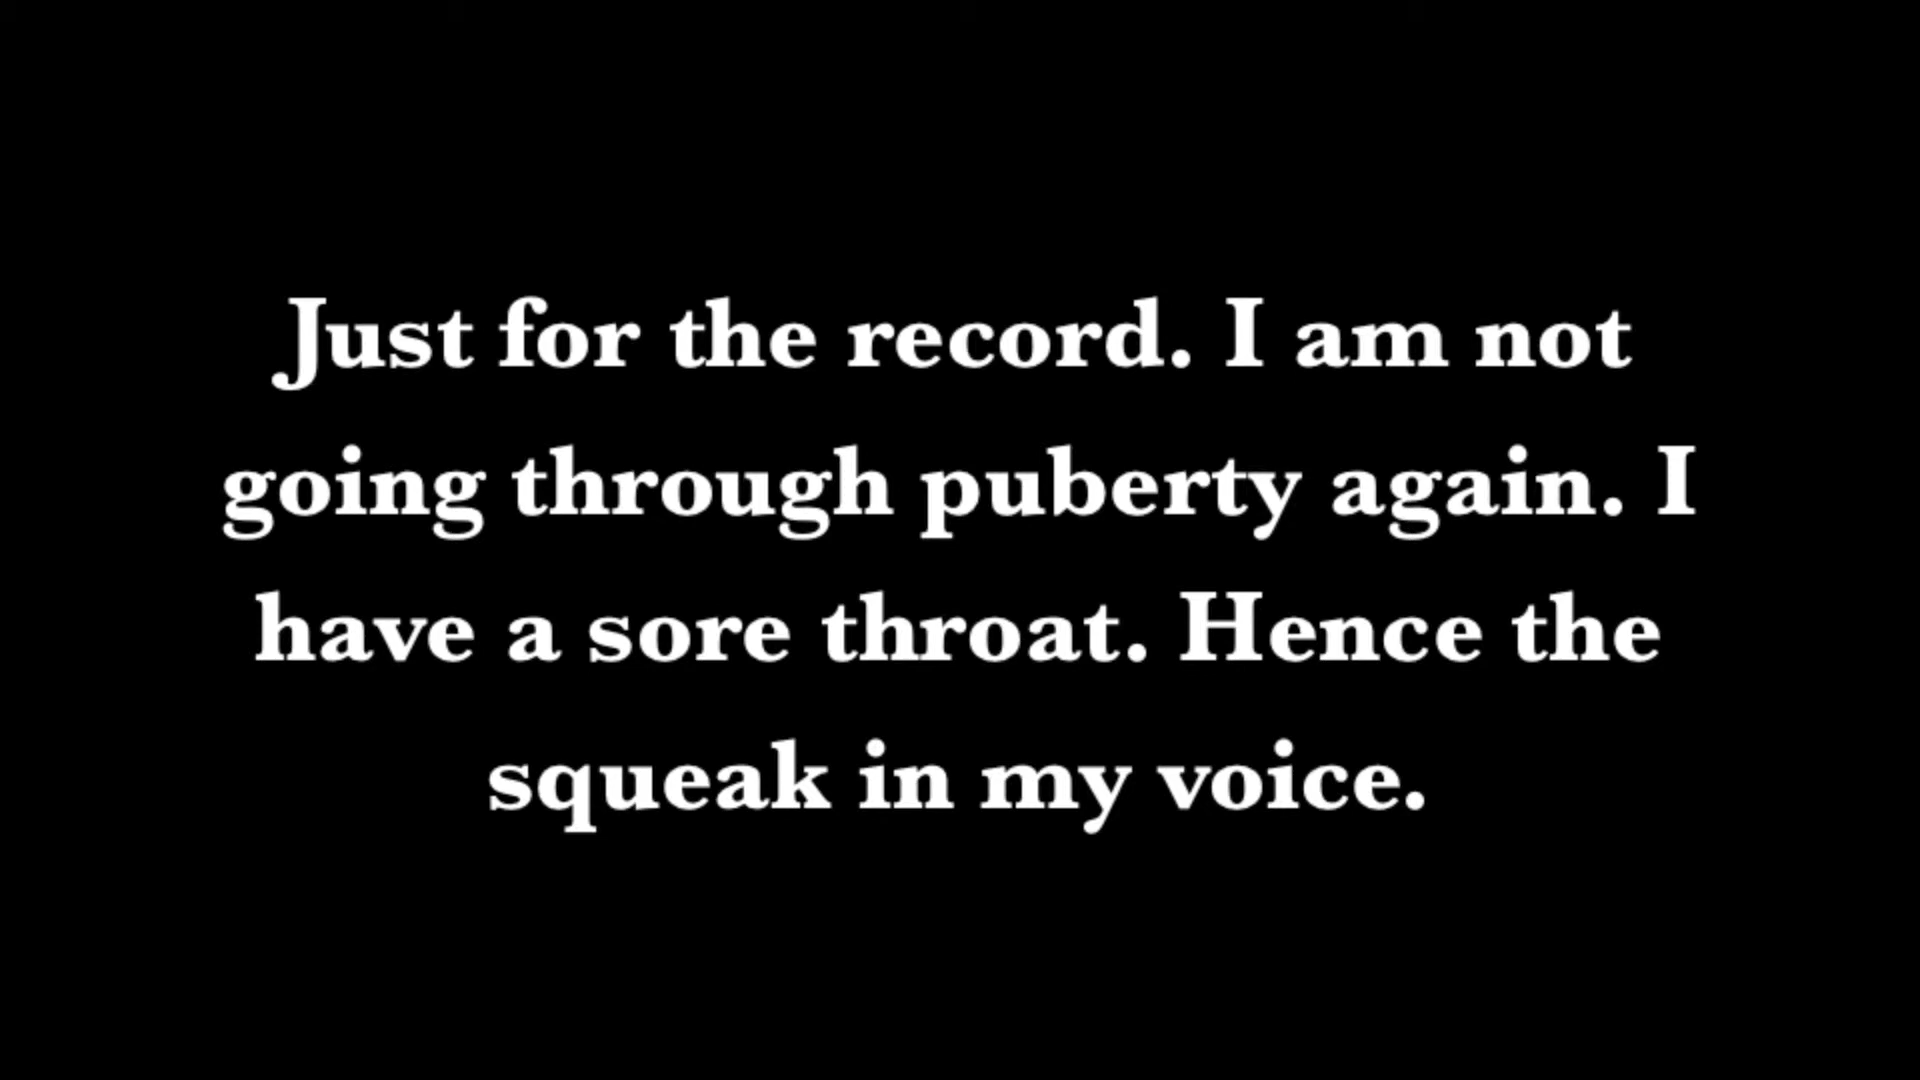 Just for the record. I am not
going through puberty again. I
have a sore throat. Hence the
squeak in my voice.